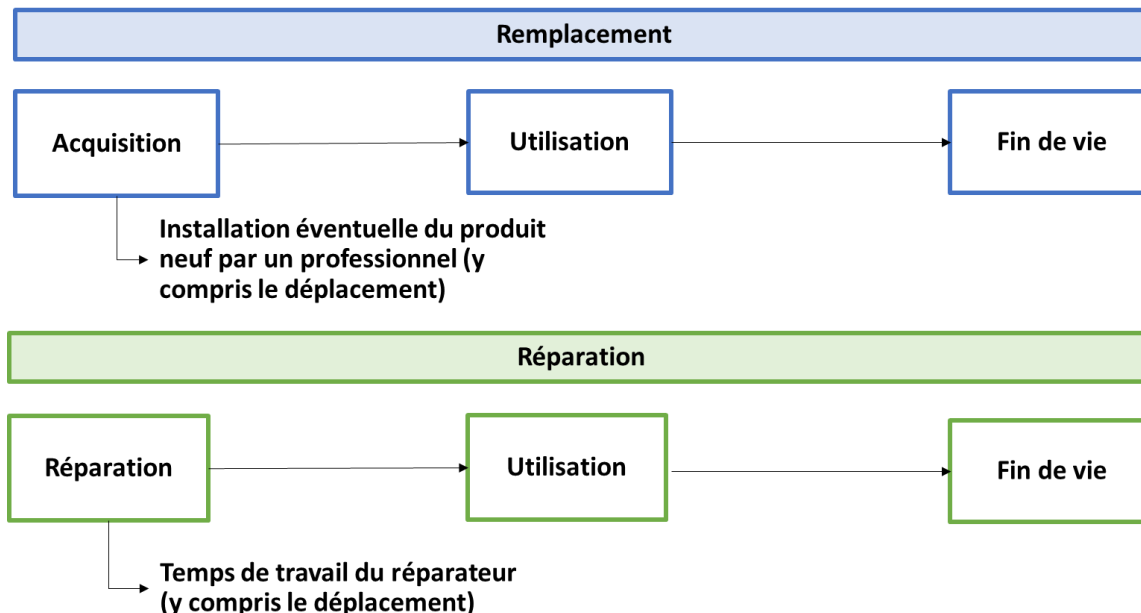 Remplacement
Acquisition
Utilisation
Fin de vie
Installation éventuelle du produit
neuf par un professionnel (y
compris le déplacement)
Réparation
Réparation
Utilisation
Fin de vie
Temps de travail du réparateur
(y compris le déplacement)